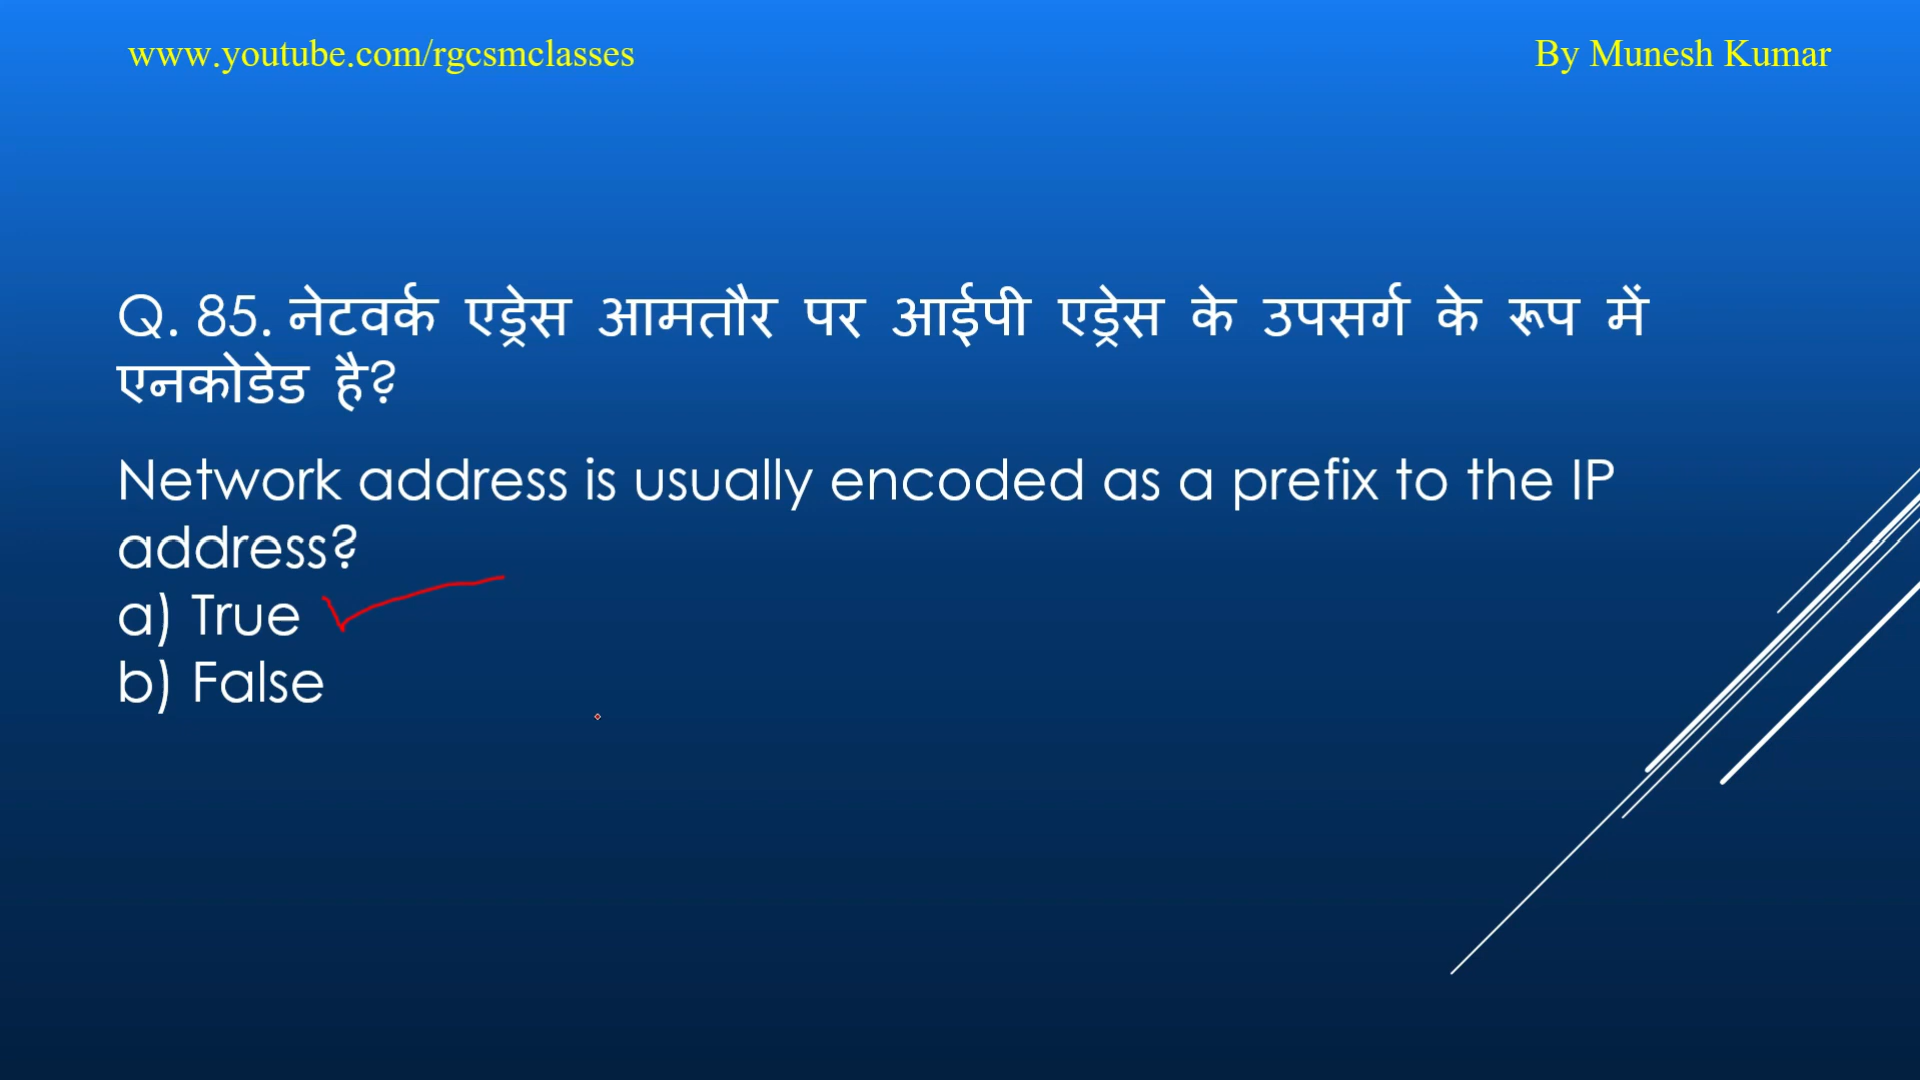 www.youtube.com/rgcsmclasses
By Munesh Kumar
Q. 85. नेटवर्क एड्रेस आमतौर पर आईपी एड्रेस के उपसर्ग के रूप में
एनकोडेड है?
Network address is usually encoded as a prefix to the IP
address?
a) True
b) False